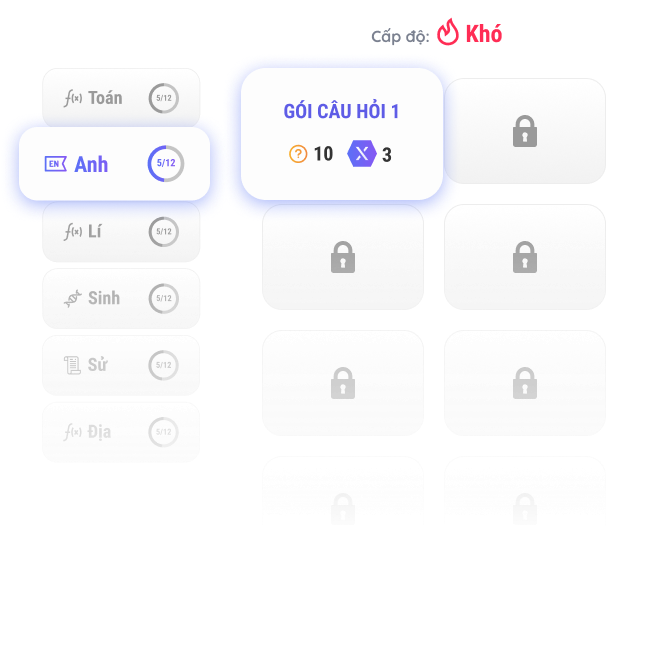 Cấp độ: Khó
f(x) Toán 5/12
EN Anh 5/12
f(x) Lí 5/12
Sinh 5/12
Sử 5/12
f(x) Địa 5/12
GÓI CÂU HỎI 1
? 10 X 3